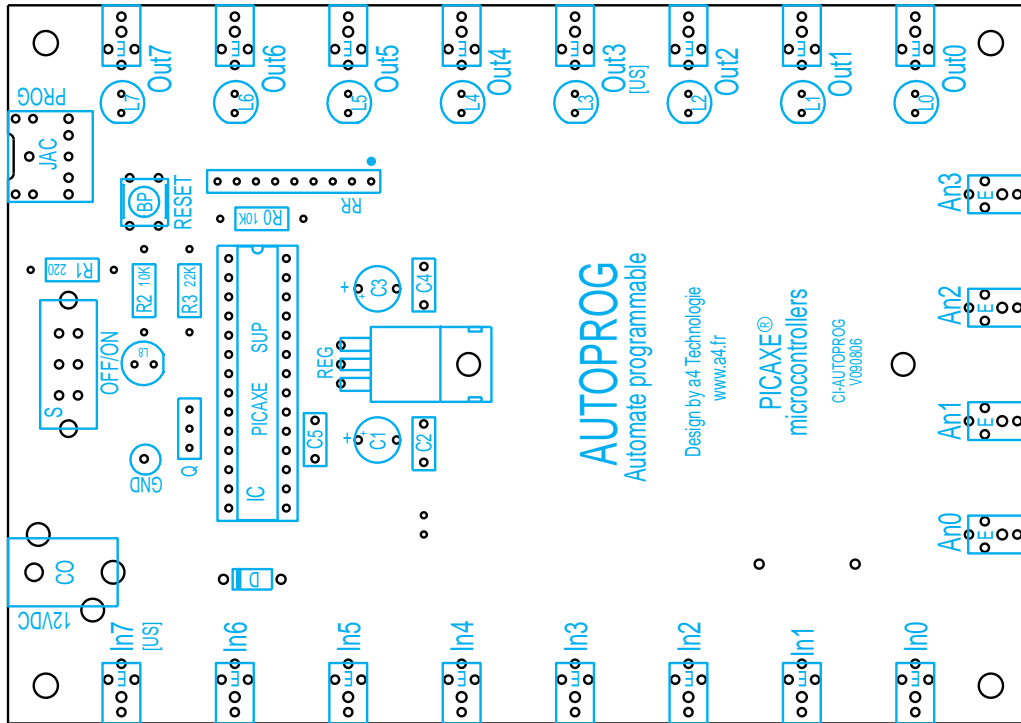 E
E
E
E
E
E
E
E
Out7
Out6
Out5
Out4
Out3
[US]
Out2
Out1
Out0
L7
L6
L5
L4
L3
L2
L1
L0
PROG
JAC
BP
RESET
RR
R0 10K
R1 220
R2 10K
R3 22K
S
OFF/ON
L8
Q
GND
IC PICAXE SUP
REG
+
+
C3
C4
+
+
C1
C2
C5
AUTOPROG
Automate programmable
Design by a4 Technologie
www.a4.fr
PICAXE®
microcontrollers
CI-AUTOPROG
V090806
An3
E
An2
E
An1
E
An0
E
CO
12VDC
D
In7
[US]
In6
In5
In4
In3
In2
In1
In0
E
E
E
E
E
E
E
E